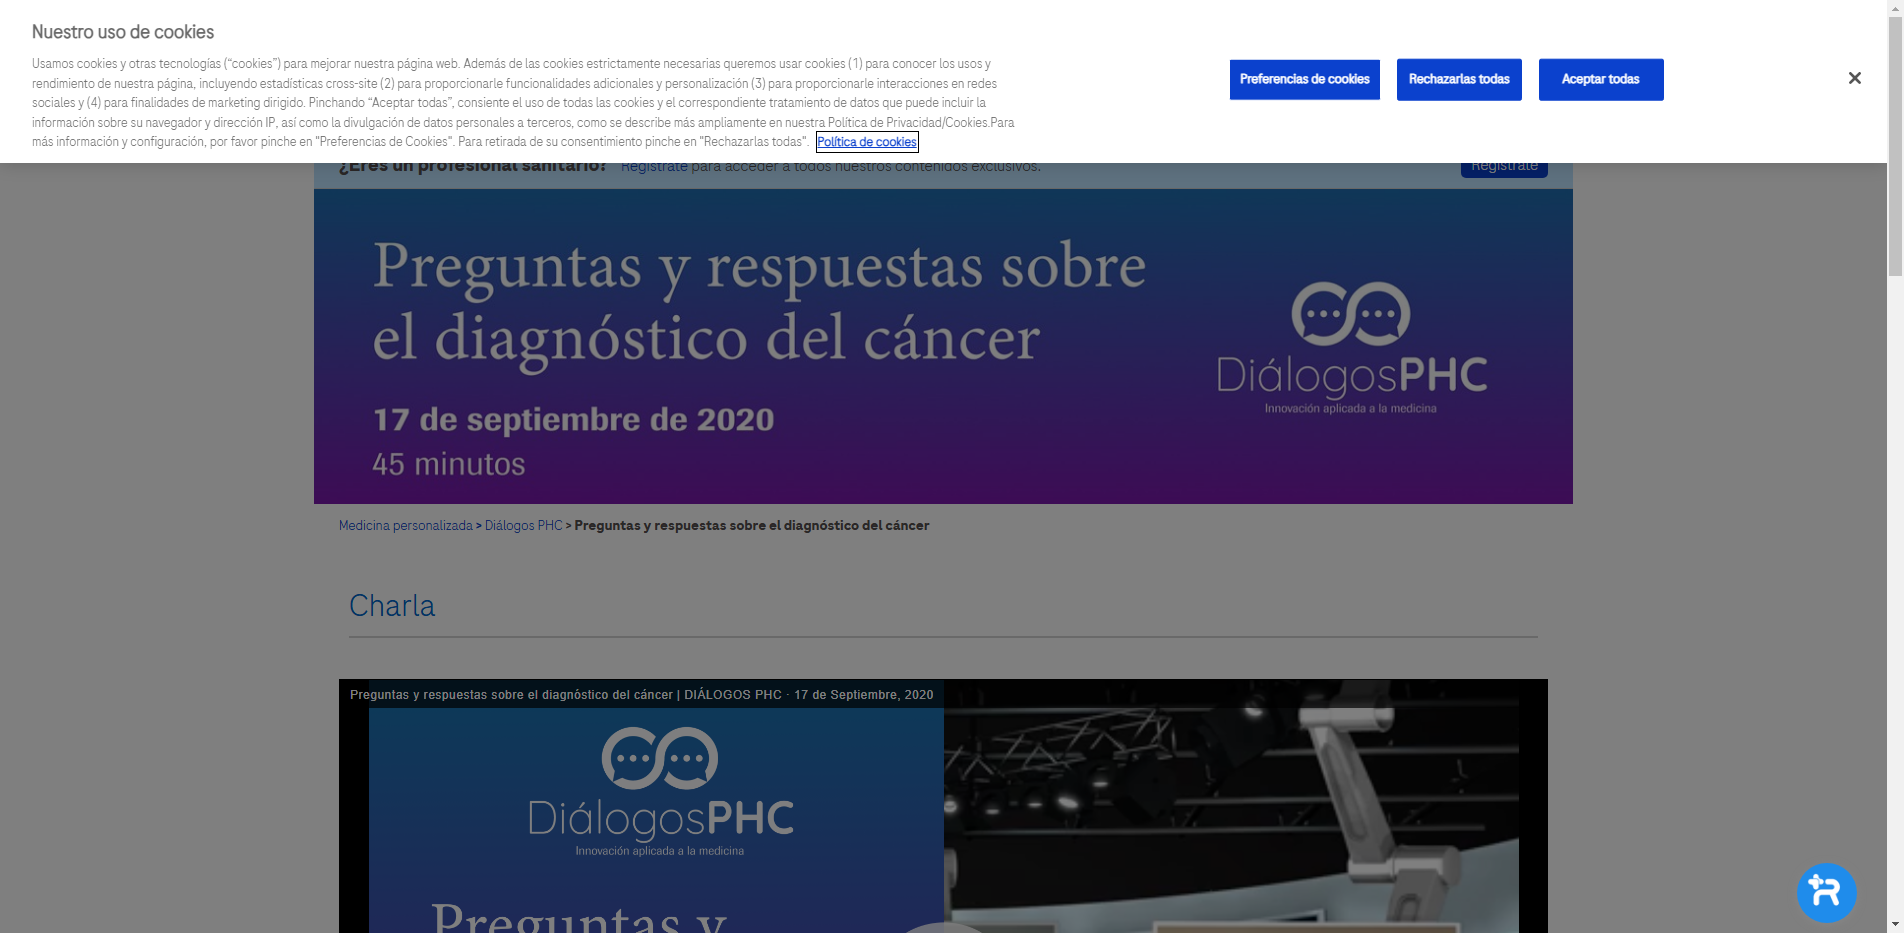 Nuestro uso de cookies
Usamos cookies y otras tecnologías (“cookies”) para mejorar nuestra página web. Además de las cookies estrictamente necesarias queremos usar cookies (1) para conocer los usos y
rendimiento de nuestra página, incluyendo estadísticas cross-site (2) para proporcionarle funcionalidades adicionales y personalización (3) para proporcionarle interacciones en redes
sociales y (4) para finalidades de marketing dirigido. Pinchando “Aceptar todas”, consiente el uso de todas las cookies y el correspondiente tratamiento de datos que puede incluir la
información sobre su navegador y dirección IP, así como la divulgación de datos personales a terceros, como se describe más ampliamente en nuestra Política de Privacidad/Cookies.Para
más información y configuración, por favor pinche en "Preferencias de Cookies". Para retirada de su consentimiento pinche en "Rechazarlas todas". Política de cookies
Preferencias de cookies
Rechazarlas todas
Aceptar todas
¿Eres un profesional sanitario? Regístrate para acceder a todos nuestros contenidos exclusivos.
Regístrate
Preguntas y respuestas sobre
el diagnóstico del cáncer
17 de septiembre de 2020
45 minutos
DiálogosPHC
Innovación aplicada a la medicina
Medicina personalizada > Diálogos PHC > Preguntas y respuestas sobre el diagnóstico del cáncer
Charla
Preguntas y respuestas sobre el diagnóstico del cáncer | DIÁLOGOS PHC · 17 de Septiembre, 2020
DiálogosPHC
Innovación aplicada a la medicina
Preguntas y